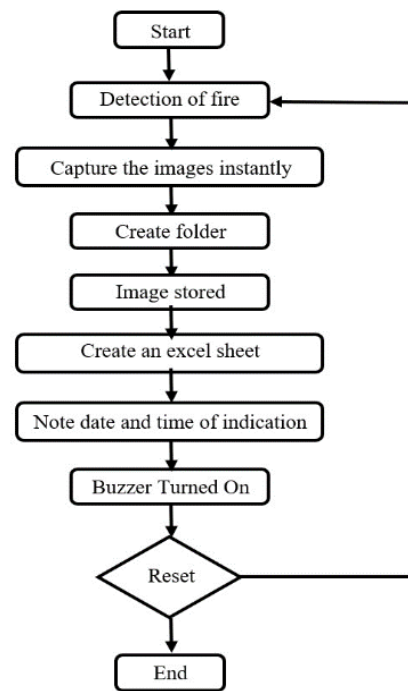 Start
Detection of fire
Capture the images instantly
Create folder
Image stored
Create an excel sheet
Note date and time of indication
Buzzer Turned On
Reset
End